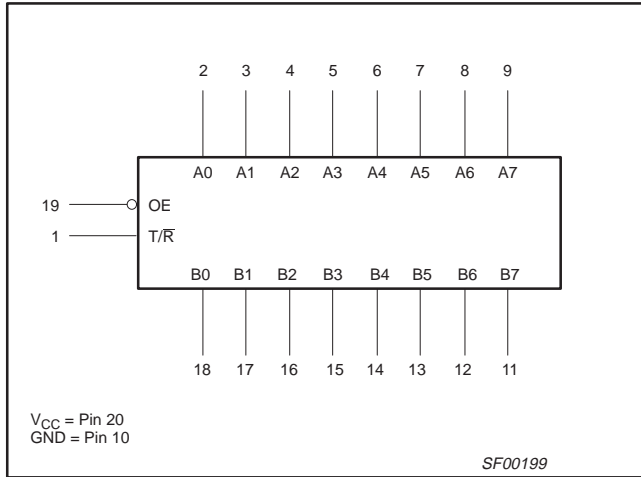 2 3 4 5 6 7 8 9
A0 A1 A2 A3 A4 A5 A6 A7
19 OE
1 T/R̅
B0 B1 B2 B3 B4 B5 B6 B7
18 17 16 15 14 13 12 11
VCC = Pin 20
GND = Pin 10
SF00199